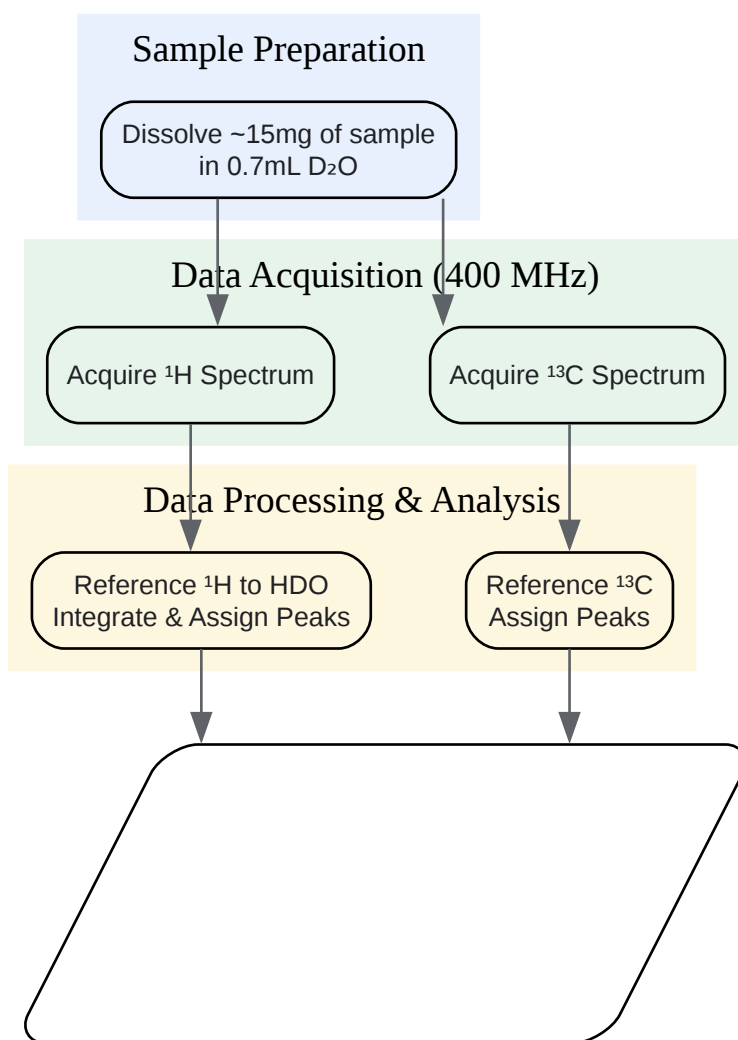 Sample Preparation
Dissolve ~15mg of sample
in 0.7mL D₂O
Data Acquisition (400 MHz)
Acquire ¹H Spectrum
Acquire ¹³C Spectrum
Data Processing & Analysis
Reference ¹H to HDO
Integrate & Assign Peaks
Reference ¹³C
Assign Peaks